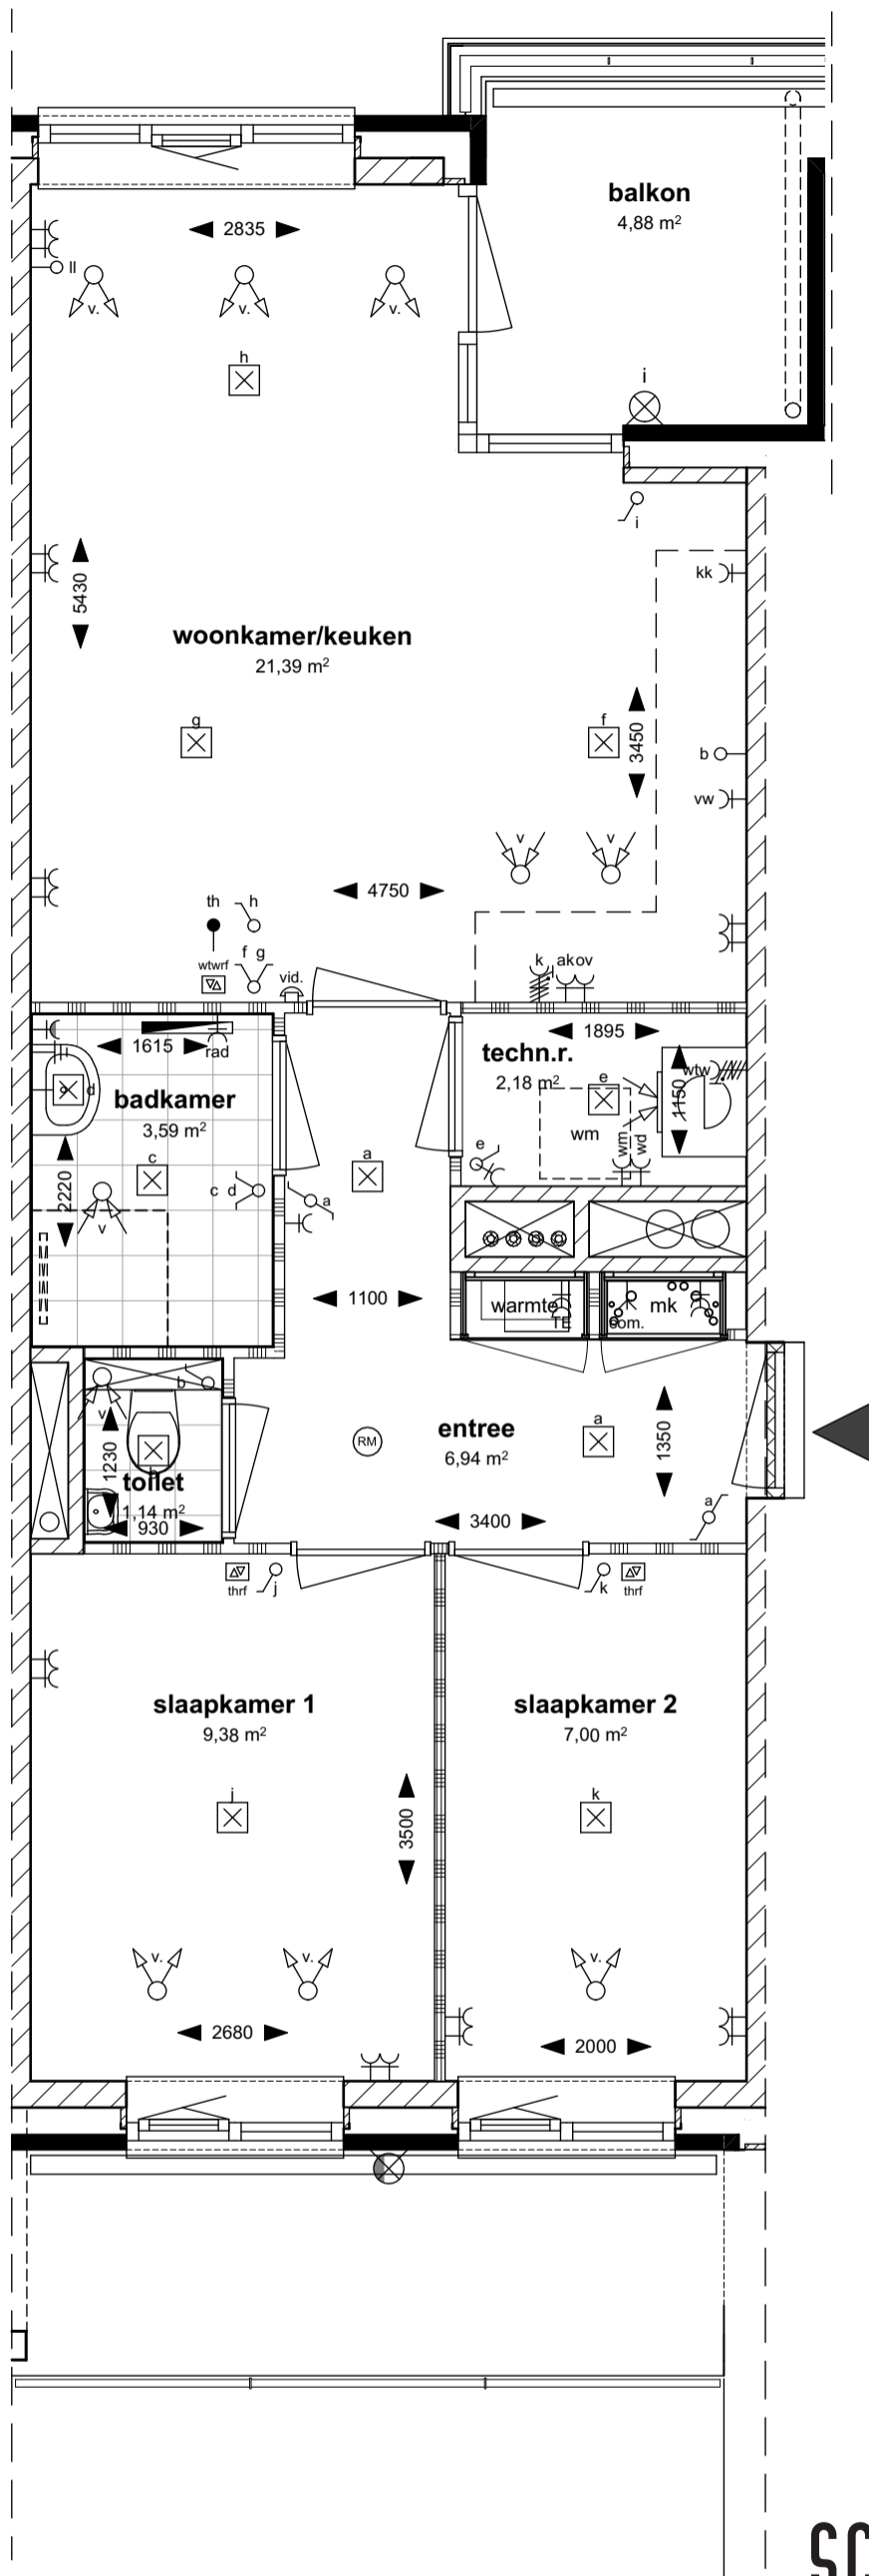 balkon
4,88 m²
2835
ll
v.
v.
v.
h
i
i
kk
5430
woonkamer/keuken
21,39 m²
g
f
3450
b
vw
v
v
4750
th
h
f g
wtwrf
vid.
k
akov
1615
rad
1895
techn.r.
2,18 m²
e
wtw
1150
d
badkamer
3,59 m²
wm
wm
wd
c
a
e
2220
c d
a
v
1100
warmte
TE
mk
com.
b
v
entree
6,94 m²
a
1350
RM
1230
toilet
1,14 m²
930
3400
a
thrf
j
k
thrf
slaapkamer 1
9,38 m²
slaapkamer 2
7,00 m²
j
k
3500
v.
v.
v.
2680
2000
SC